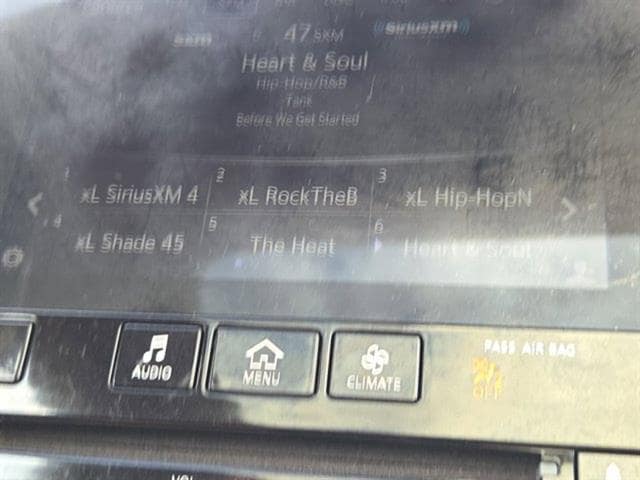 sxm 47 SXM SiriusXM
Heart & Soul
Hip-Hop/R&B
Tank
Before We Get Started
1 xL SiriusXM 4 2 xL RockTheB 3 xL Hip-HopN
4 xL Shade 45 5 The Heat 6 Heart & Soul
AUDIO MENU CLIMATE
PASS AIR BAG
OFF
VOL